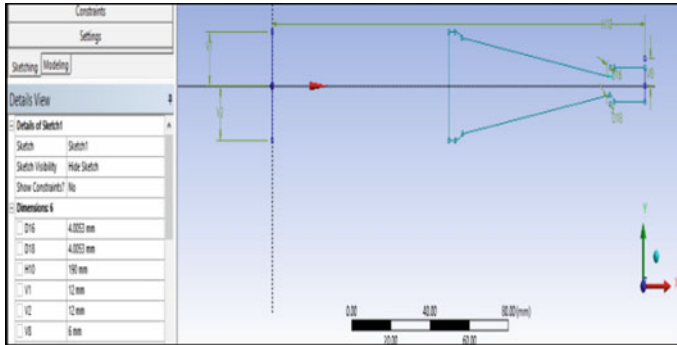 Constraints
Settings
Sketching Modeling
Details View
Details of Sketch1
Sketch Sketch1
Sketch Visibility Hide Sketch
Show Constraints? No
Dimensions: 6
D16 4.0053 mm
D18 4.0053 mm
H10 190 mm
V1 12 mm
V2 12 mm
V8 6 mm
D18
Y
X
0.00 40.00 80.00 (mm)
20.00 60.00